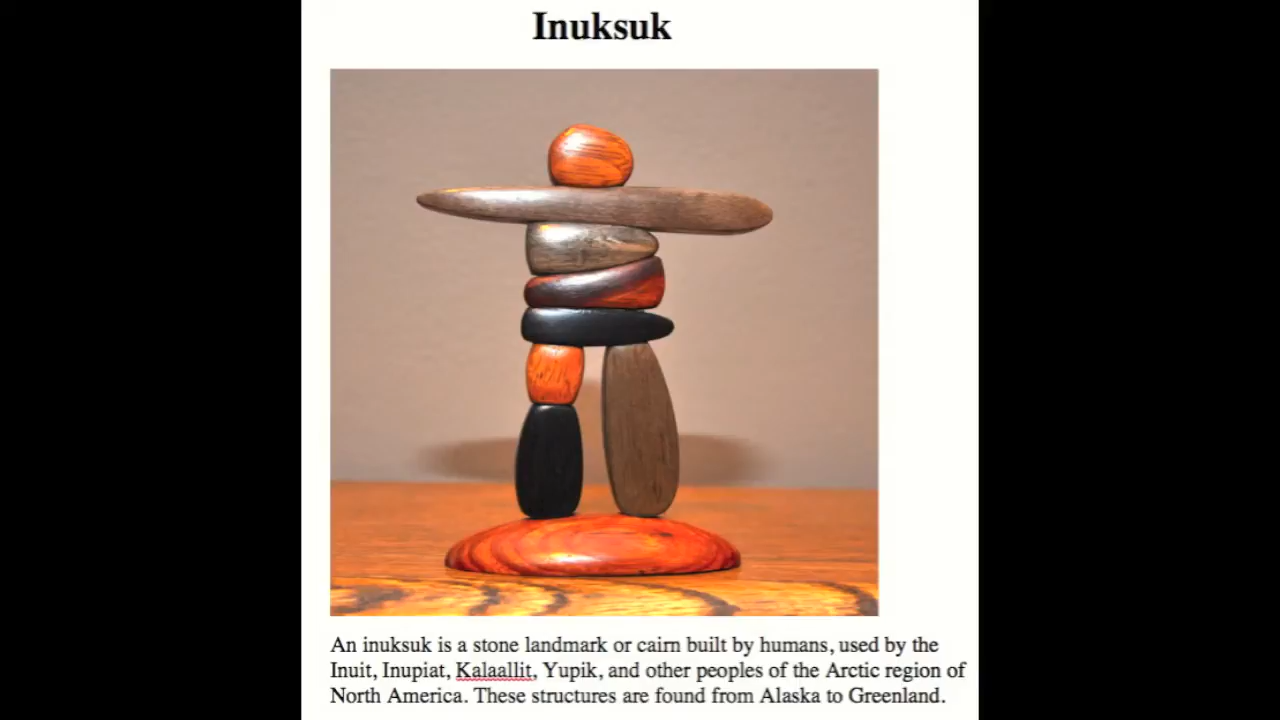 Inuksuk
An inuksuk is a stone landmark or cairn built by humans, used by the
Inuit, Inupiat, Kalaallit, Yupik, and other peoples of the Arctic region of
North America. These structures are found from Alaska to Greenland.